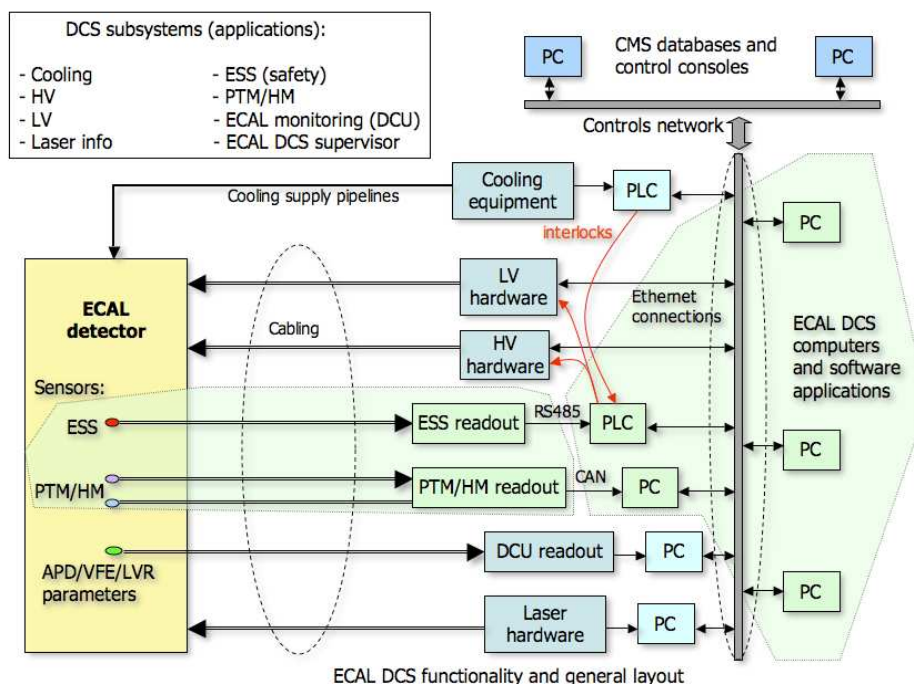 DCS subsystems (applications):
- Cooling
- HV
- LV
- Laser info
- ESS (safety)
- PTM/HM
- ECAL monitoring (DCU)
- ECAL DCS supervisor
PC
CMS databases and
control consoles
PC
Controls network
Cooling supply pipelines
Cooling
equipment
PLC
PC
interlocks
ECAL
detector
LV
hardware
Ethernet
connections
Cabling
HV
hardware
ECAL DCS
computers
and software
applications
Sensors:
ESS
ESS readout
RS485
PLC
PC
PTM/HM
PTM/HM readout
CAN
PC
APD/VFE/LVR
parameters
DCU readout
PC
PC
Laser
hardware
PC
ECAL DCS functionality and general layout